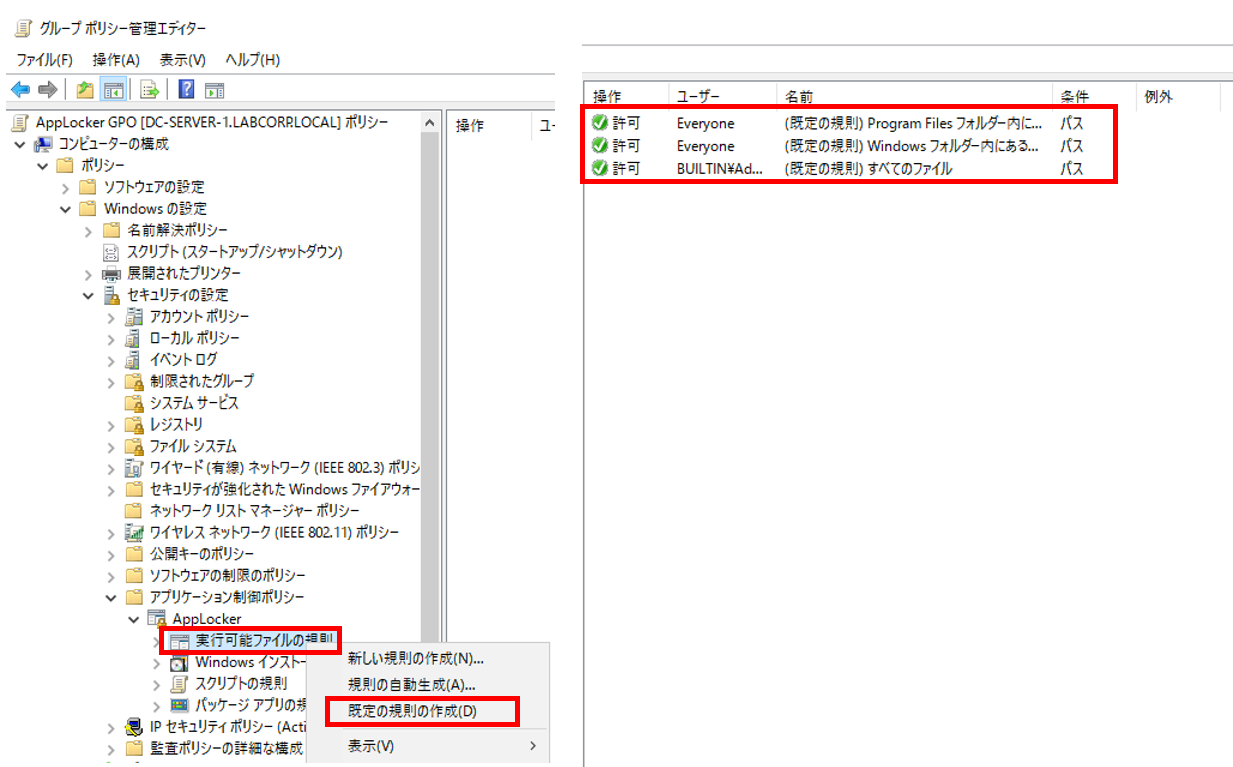 グループ ポリシー管理エディター
ファイル(F) 操作(A) 表示(V) ヘルプ(H)
AppLocker GPO [DC-SERVER-1.LABCORP.LOCAL] ポリシー
コンピューターの構成
ポリシー
ソフトウェアの設定
Windows の設定
名前解決ポリシー
スクリプト (スタートアップ/シャットダウン)
展開されたプリンター
セキュリティの設定
アカウント ポリシー
ローカル ポリシー
イベント ログ
制限されたグループ
システム サービス
レジストリ
ファイル システム
ワイヤード (有線) ネットワーク (IEEE 802.3) ポリシ
セキュリティが強化された Windows ファイアウォー
ネットワーク リスト マネージャー ポリシー
ワイヤレス ネットワーク (IEEE 802.11) ポリシー
公開キーのポリシー
ソフトウェアの制限のポリシー
アプリケーション制御ポリシー
AppLocker
実行可能ファイルの規則
Windows インストー
スクリプトの規則
パッケージ アプリの規
IP セキュリティ ポリシー (Acti
監査ポリシーの詳細な構成
操作 ユー
新しい規則の作成(N)...
規則の自動生成(A)...
既定の規則の作成(D)
表示(V)
操作 ユーザー 名前 条件 例外
許可 Everyone (既定の規則) Program Files フォルダー内に... パス
許可 Everyone (既定の規則) Windows フォルダー内にある... パス
許可 BUILTIN¥Ad... (既定の規則) すべてのファイル パス